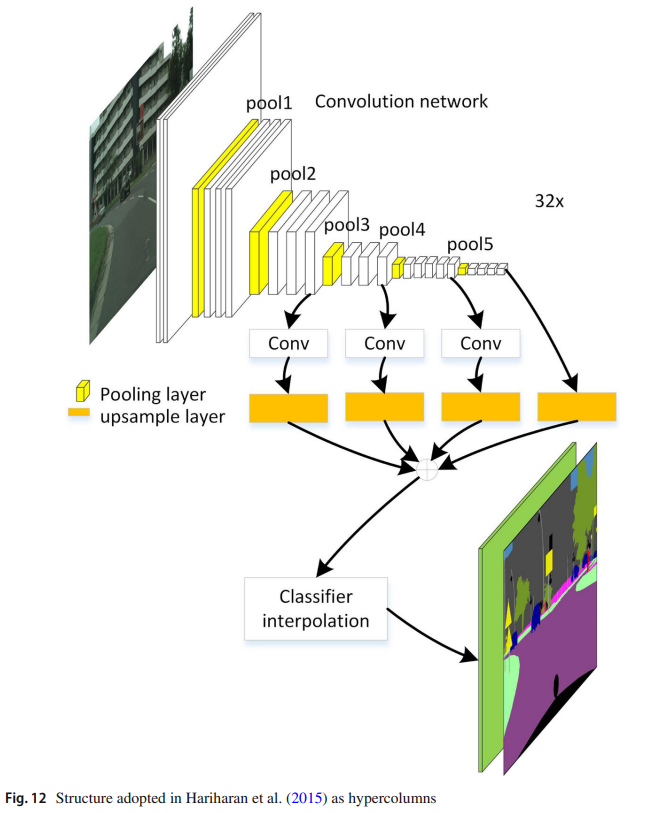 pool1
Convolution network
pool2
32x
pool3
pool4
pool5
Conv
Conv
Conv
Pooling layer
upsample layer
Classifier
interpolation
Fig. 12 Structure adopted in Hariharan et al. (2015) as hypercolumns